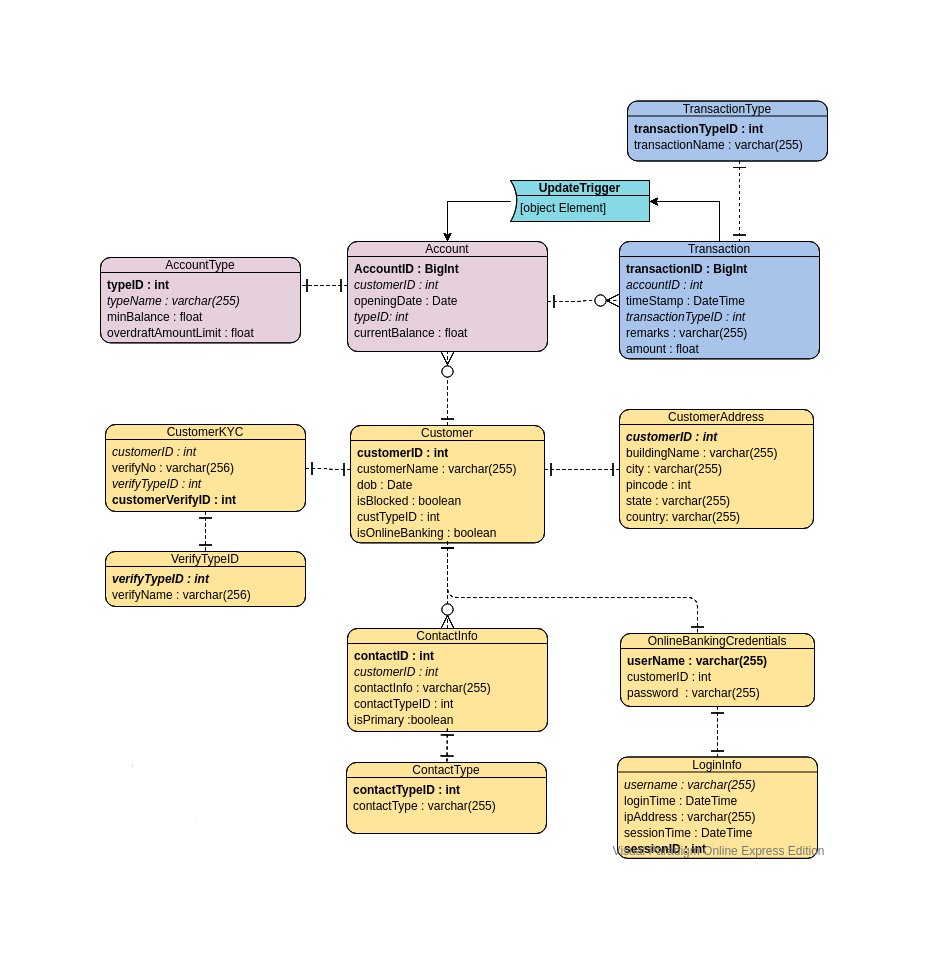 TransactionType
transactionTypeID : int
transactionName : varchar(255)
UpdateTrigger
[object Element]
AccountType
typeID : int
typeName : varchar(255)
minBalance : float
overdraftAmountLimit : float
Account
AccountID : BigInt
customerID : int
openingDate : Date
typeID: int
currentBalance : float
Transaction
transactionID : BigInt
accountID : int
timeStamp : DateTime
transactionTypeID : int
remarks : varchar(255)
amount : float
CustomerKYC
customerID : int
verifyNo : varchar(256)
verifyTypeID : int
customerVerifyID : int
Customer
customerID : int
customerName : varchar(255)
dob : Date
isBlocked : boolean
custTypeID : int
isOnlineBanking : boolean
CustomerAddress
customerID : int
buildingName : varchar(255)
city : varchar(255)
pincode : int
state : varchar(255)
country: varchar(255)
VerifyTypeID
verifyTypeID : int
verifyName : varchar(256)
ContactInfo
contactID : int
customerID : int
contactInfo : varchar(255)
contactTypeID : int
isPrimary :boolean
OnlineBankingCredentials
userName : varchar(255)
customerID : int
password  : varchar(255)
ContactType
contactTypeID : int
contactType : varchar(255)
LoginInfo
username : varchar(255)
loginTime : DateTime
ipAddress : varchar(255)
sessionTime : DateTime
sessionID : int
Visual Paradigm Online Express Edition